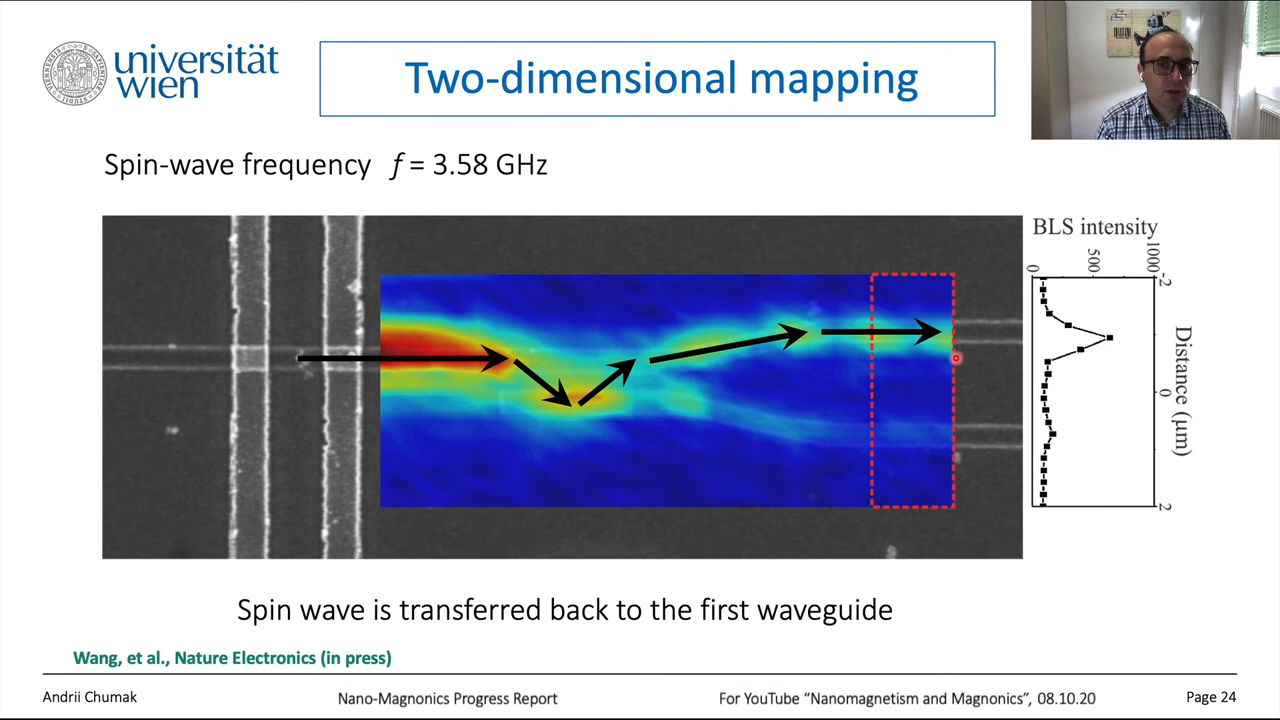 universität
wien
Two-dimensional mapping
Spin-wave frequency f = 3.58 GHz
BLS intensity
0 500 1000
-2
0
2
Distance (μm)
Spin wave is transferred back to the first waveguide
Wang, et al., Nature Electronics (in press)
Andrii Chumak
Nano-Magnonics Progress Report
For YouTube “Nanomagnetism and Magnonics”, 08.10.20
Page 24